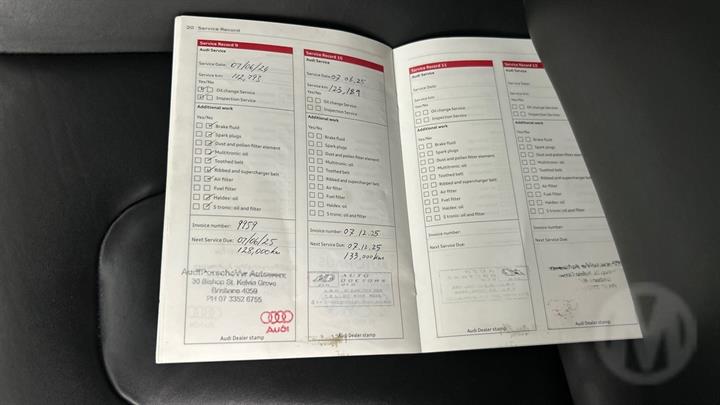 20 Service Record
Service Record 9
Audi Service
Service Date: 07/06/24
Service km: 112,793
Yes/No
Oil change Service
Inspection Service
Additional work
Yes/No
Brake fluid
Spark plugs
Dust and pollen filter element
Multitronic: oil
Toothed belt
Ribbed and supercharger belt
Air filter
Fuel filter
Haldex: oil
S tronic: oil and filter
Invoice number: 9959
Next Service Due: 07/06/25
128,000km
AudiPorscheVw Automotive
30 Bishop St. Kelvin Grove
Brisbane 4059
PH 07 3352 6755
Audi
Audi Dealer stamp
Service Record 10
Audi Service
Service Date: 07.06.25
Service km: 123,189
Yes/No
Oil change Service
Inspection Service
Additional work
Yes/No
Brake fluid
Spark plugs
Dust and pollen filter element
Multitronic: oil
Toothed belt
Ribbed and supercharger belt
Air filter
Fuel filter
Haldex: oil
S tronic: oil and filter
Invoice number: 07.12.25
Next Service Due: 07.12.25
133,000km
AUTO
DOCTORS
Audi Dealer stamp
Service Record 11
Audi Service
Service Date:
Service km:
Yes/No
Oil change Service
Inspection Service
Additional work
Yes/No
Brake fluid
Spark plugs
Dust and pollen filter element
Multitronic: oil
Toothed belt
Ribbed and supercharger belt
Air filter
Fuel filter
Haldex: oil
S tronic: oil and filter
Invoice number:
Next Service Due:
Audi Dealer stamp
Service Record 12
Audi Service
Service Date:
Service km:
Yes/No
Oil change Service
Inspection Service
Additional work
Yes/No
Brake fluid
Spark plugs
Dust and pollen filter element
Multitronic: oil
Toothed belt
Ribbed and supercharger belt
Air filter
Fuel filter
Haldex: oil
S tronic: oil and filter
Invoice number:
Next Service Due:
Audi Dealer stamp
M